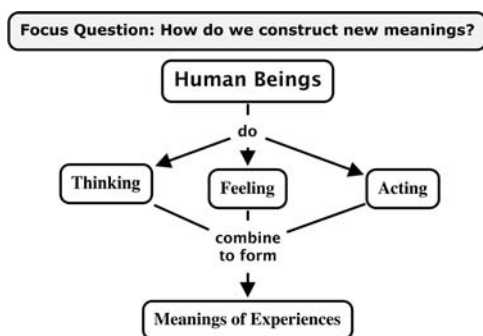 Focus Question: How do we construct new meanings?
Human Beings
do
Thinking
Feeling
Acting
combine
to form
Meanings of Experiences